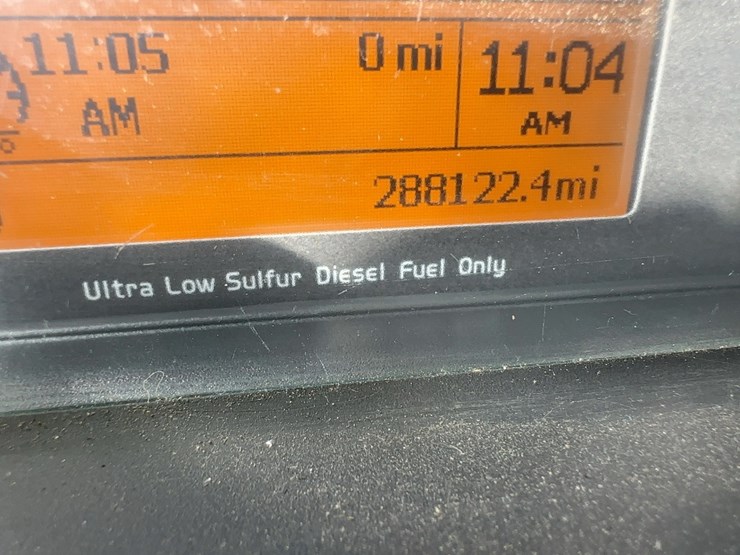 11:05 0 mi 11:04
AM AM
288122.4mi
Ultra Low Sulfur Diesel Fuel Only